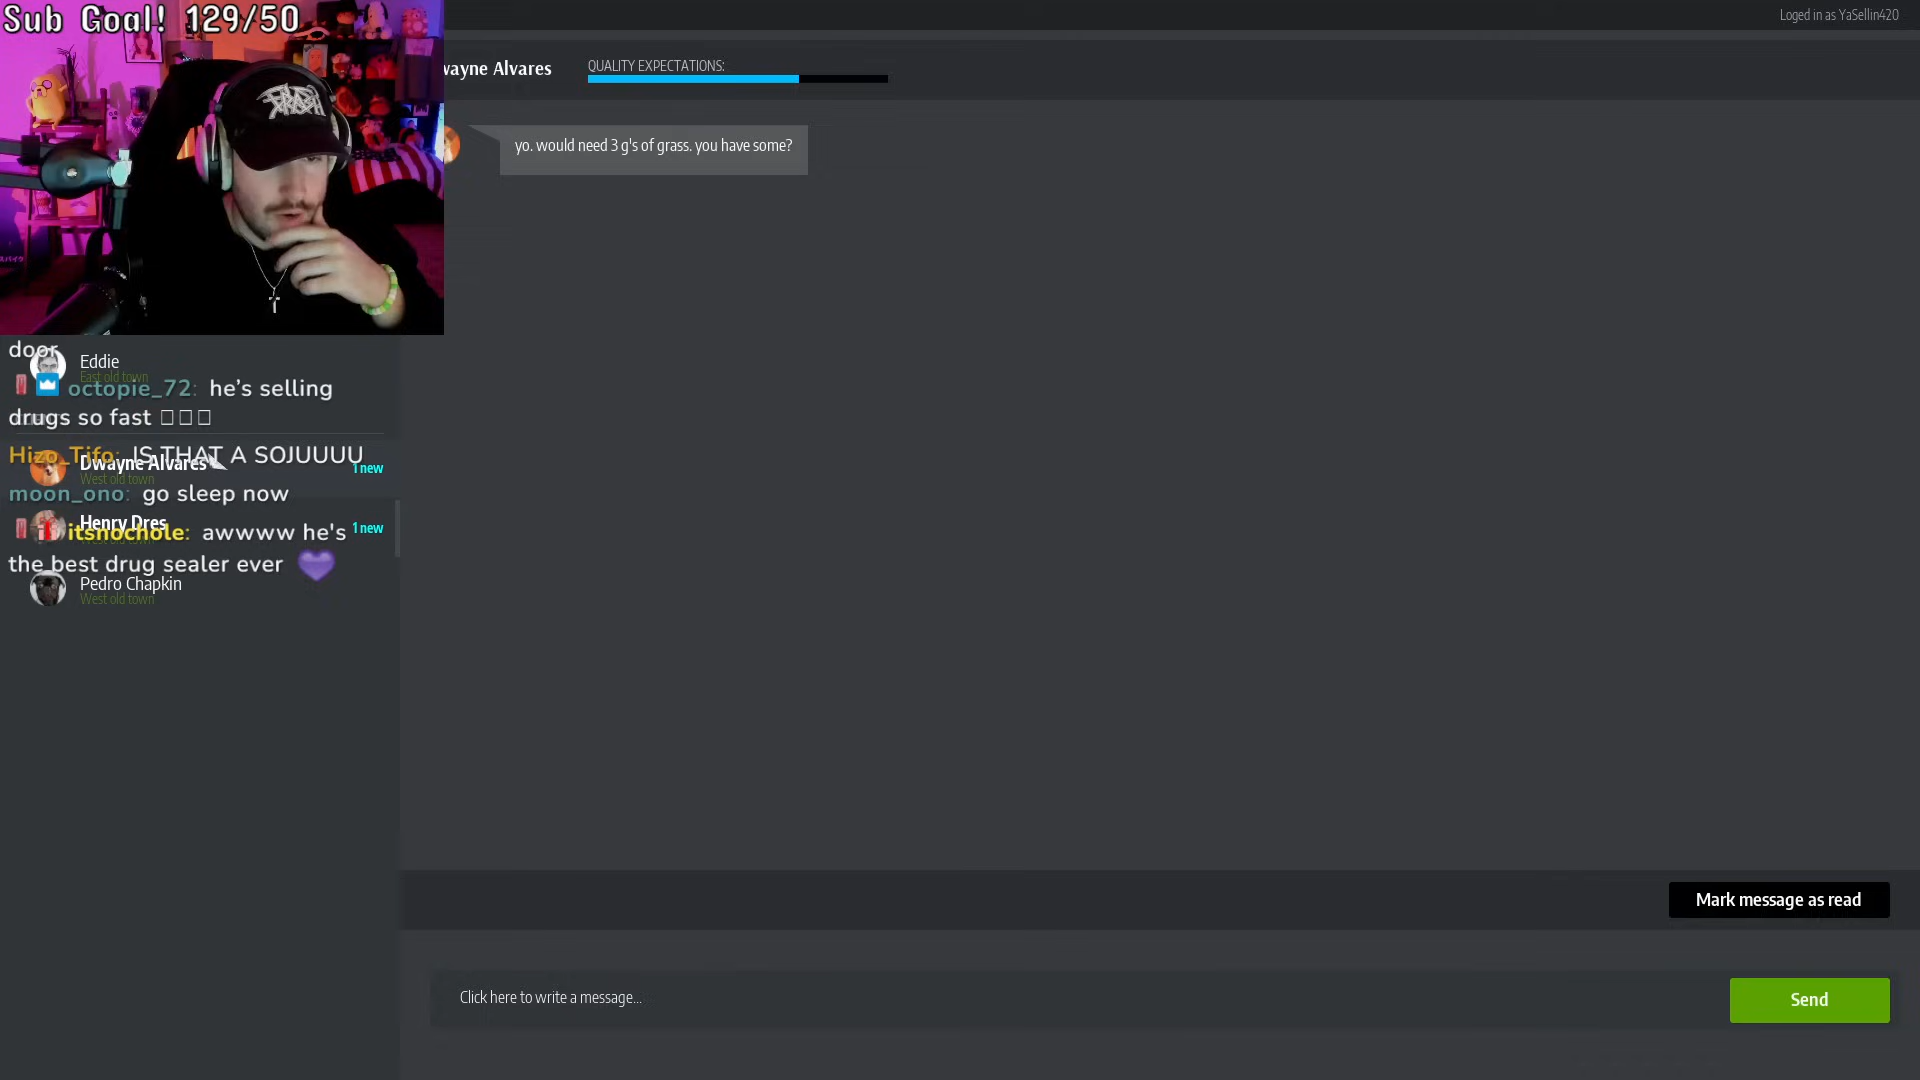 Sub Goal! 129/50
Loged in as YaSellin420
wayne Alvares
QUALITY EXPECTATIONS:
yo. would need 3 g's of grass. you have some?
door
Eddie
East old town
octopie_72: he's selling
drugs so fast
Hizo_Tifo: IS THAT A SOJUUUU
Dwayne Alvares
1 new
West old town
moon_ono: go sleep now
Henry Dres
1 new
itsnochole: awwww he's
the best drug sealer ever
Pedro Chapkin
West old town
Mark message as read
Click here to write a message...
Send